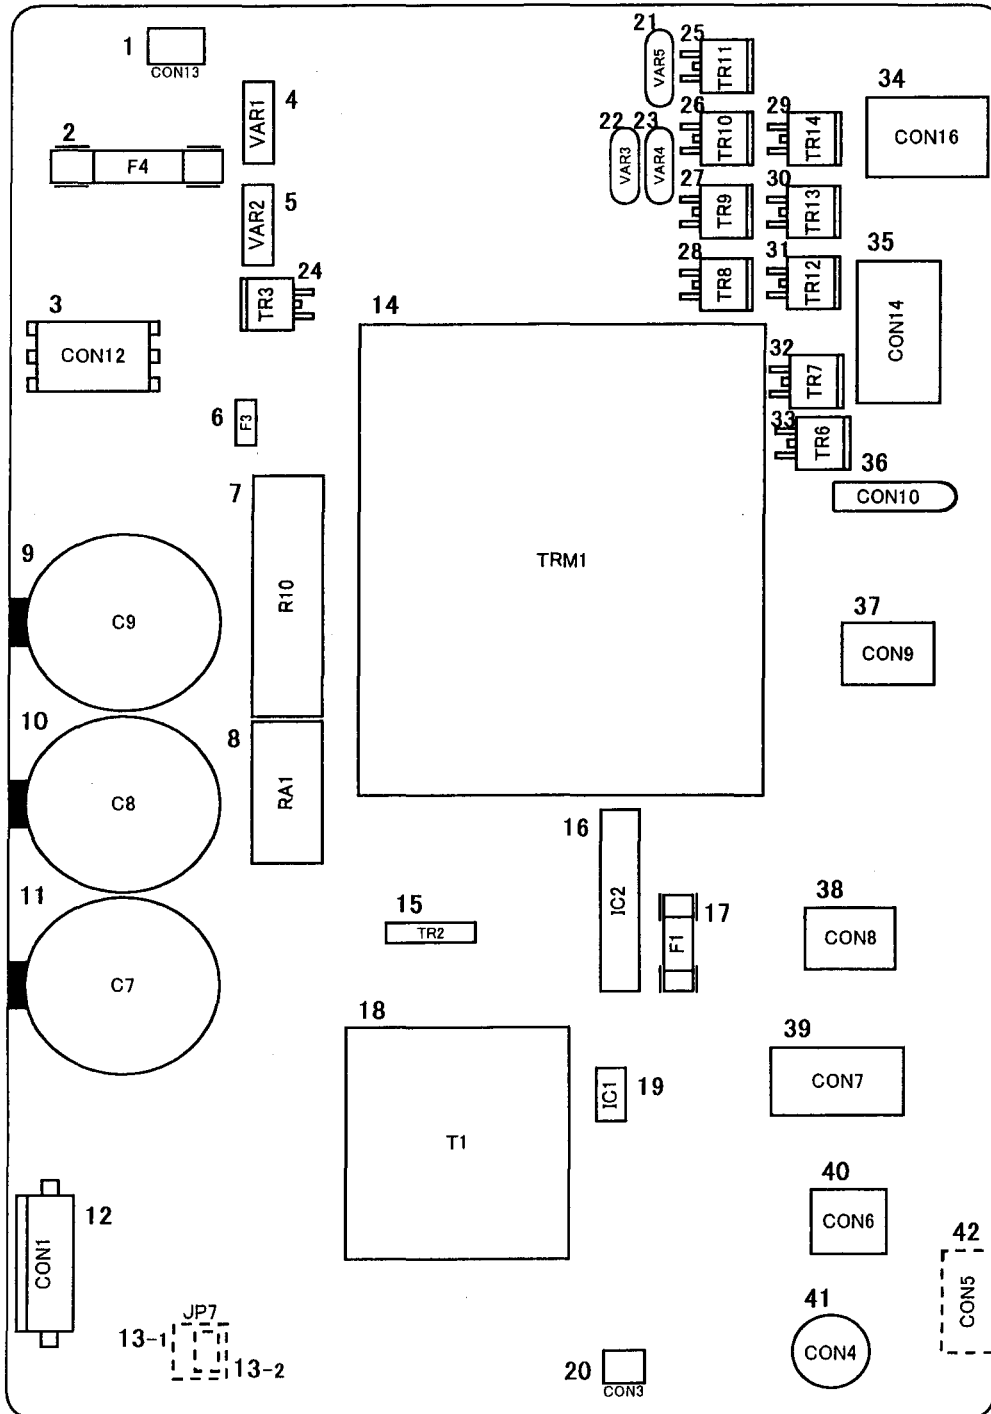 1
CON13
2
F4
4
VAR1
5
VAR2
3
CON12
24
TR3
6
F3
7
R10
8
RA1
9
C9
10
C8
11
C7
12
CON1
JP7
13-1
13-2
14
TRM1
15
TR2
16
IC2
17
F1
18
T1
19
IC1
20
CON3
21
VAR5
22
VAR3
23
VAR4
25
TR11
26
TR10
27
TR9
28
TR8
29
TR14
30
TR13
31
TR12
32
TR7
33
TR6
34
CON16
35
CON14
36
CON10
37
CON9
38
CON8
39
CON7
40
CON6
41
CON4
42
CON5